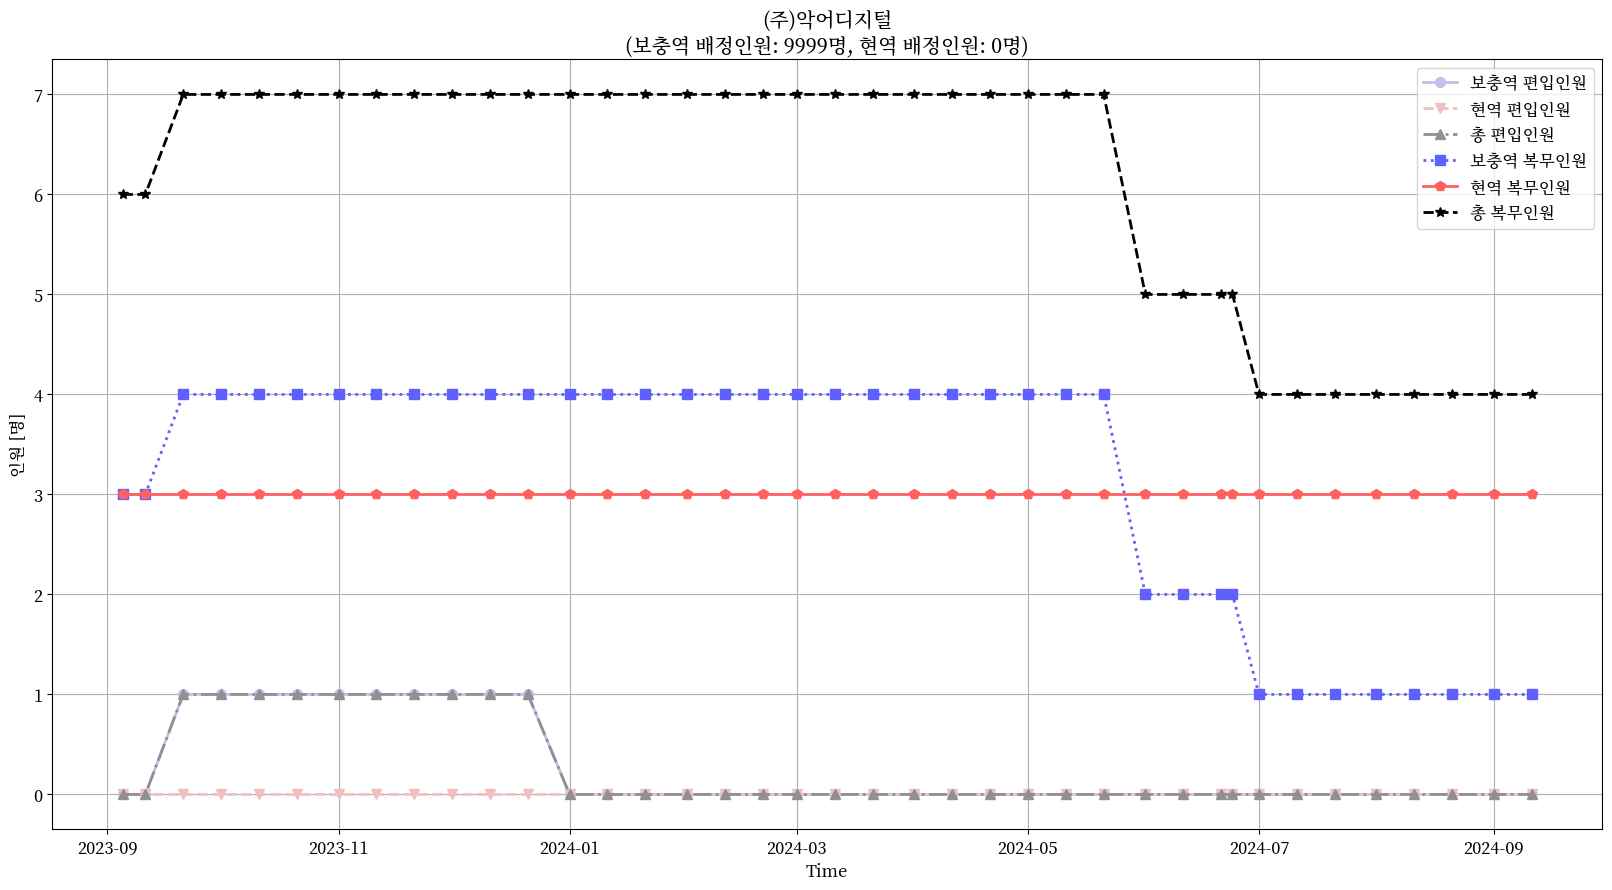 (주)악어디지털
(보충역 배정인원: 9999명, 현역 배정인원: 0명)
보충역 편입인원
현역 편입인원
총 편입인원
보충역 복무인원
현역 복무인원
총 복무인원
인원 [명]
7
6
5
4
3
2
1
0
2023-09
2023-11
2024-01
2024-03
2024-05
2024-07
2024-09
Time